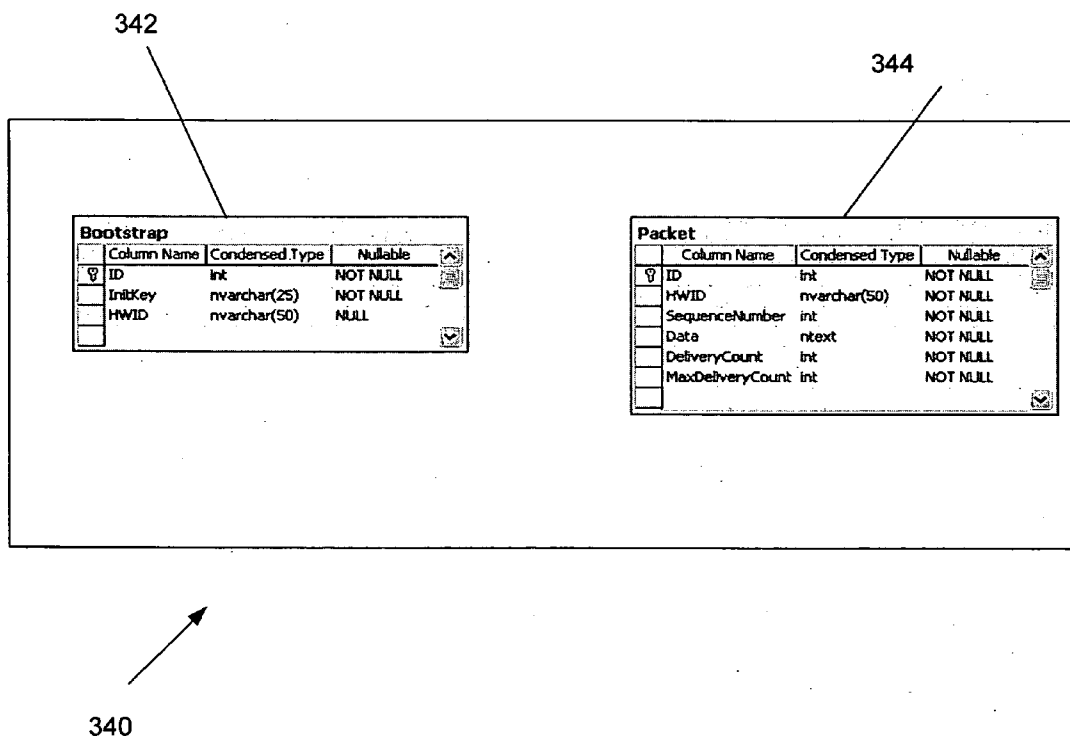 342
344
Bootstrap
Column Name Condensed Type Nullable
ID int NOT NULL
InitKey nvarchar(25) NOT NULL
HWID nvarchar(50) NULL
Packet
Column Name Condensed Type Nullable
ID int NOT NULL
HWID nvarchar(50) NOT NULL
SequenceNumber int NOT NULL
Data ntext NOT NULL
DeliveryCount int NOT NULL
MaxDeliveryCount int NOT NULL
340